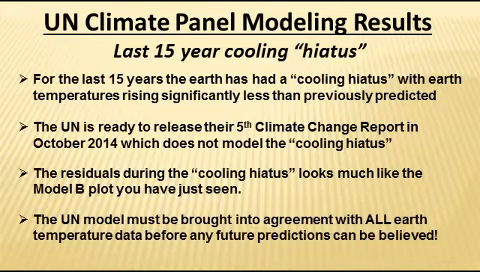 UN Climate Panel Modeling Results
Last 15 year cooling “hiatus”
➢ For the last 15 years the earth has had a “cooling hiatus” with earth
temperatures rising significantly less than previously predicted
➢ The UN is ready to release their 5th Climate Change Report in
October 2014 which does not model the “cooling hiatus”
➢ The residuals during the “cooling hiatus” looks much like the
Model B plot you have just seen.
➢ The UN model must be brought into agreement with ALL earth
temperature data before any future predictions can be believed!